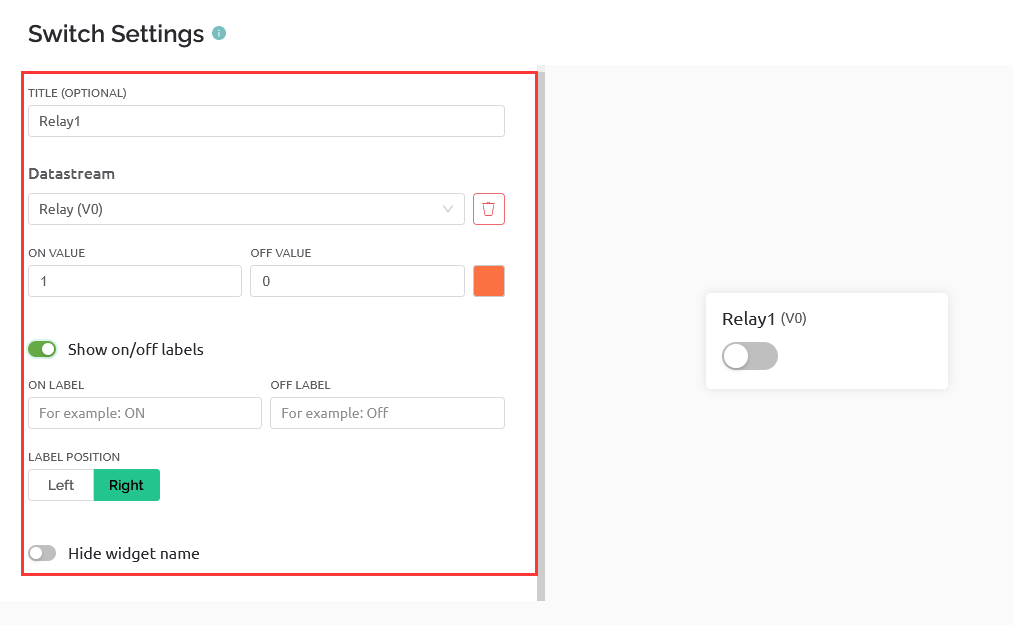 Switch Settings
TITLE (OPTIONAL)
Relay1
Datastream
Relay (V0)
ON VALUE OFF VALUE
1 0
Show on/off labels
ON LABEL OFF LABEL
For example: ON For example: Off
LABEL POSITION
Left Right
Hide widget name
Relay1 (V0)